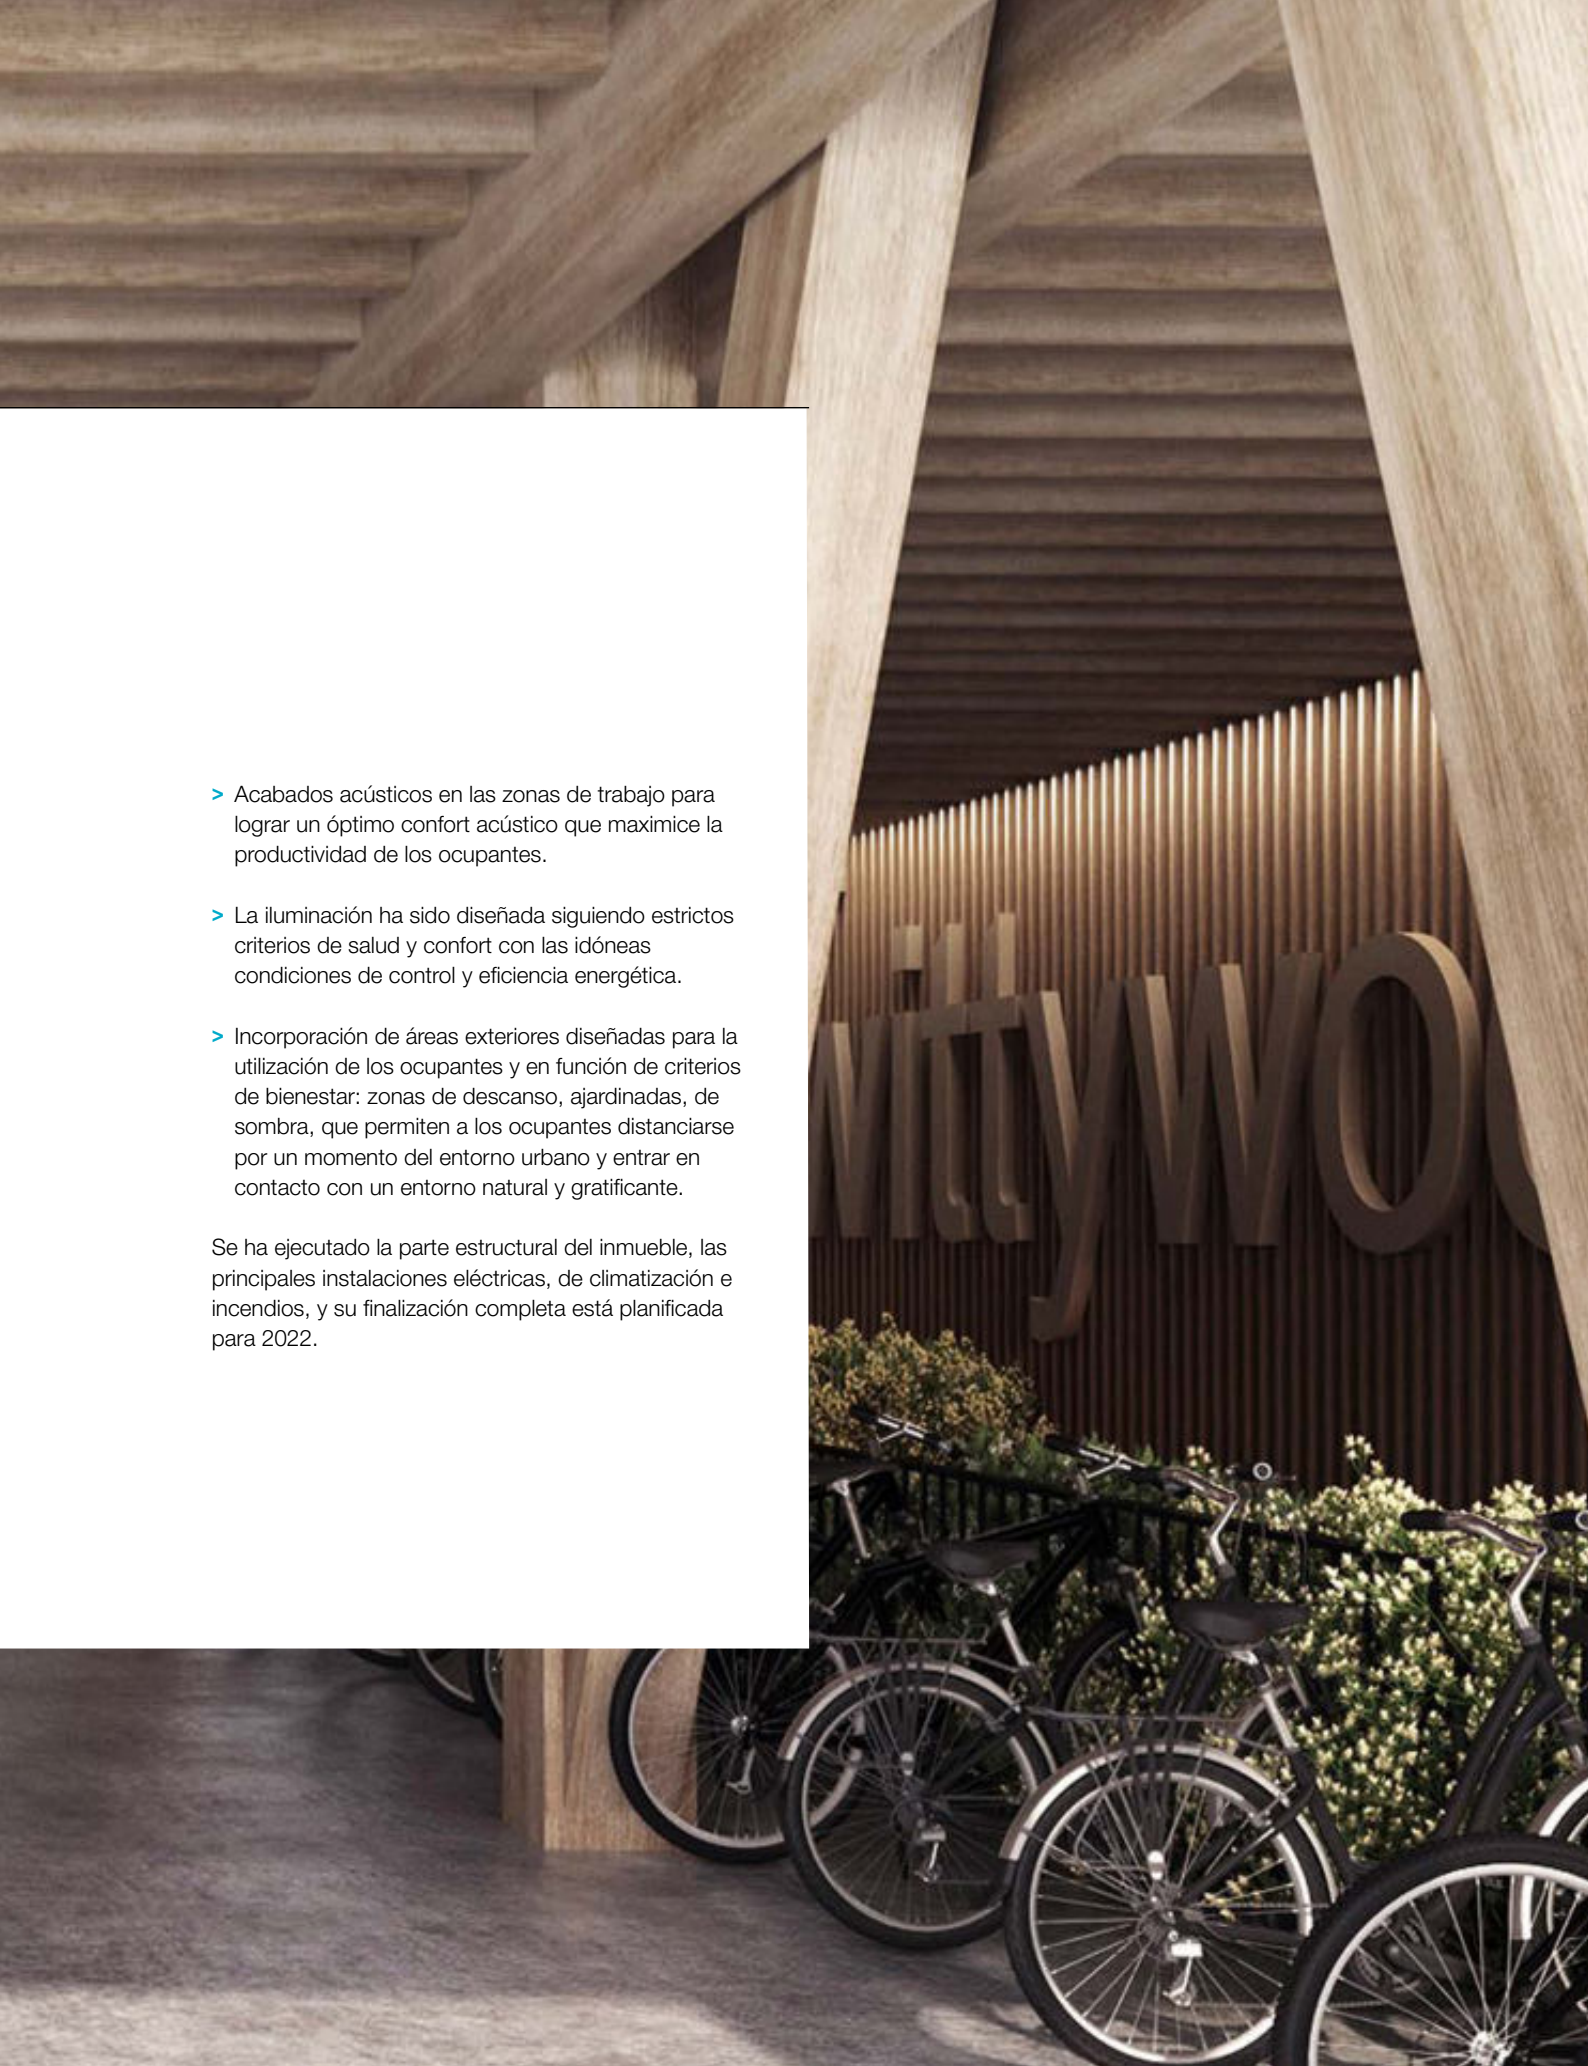 > Acabados acústicos en las zonas de trabajo para
lograr un óptimo confort acústico que maximice la
productividad de los ocupantes.
> La iluminación ha sido diseñada siguiendo estrictos
criterios de salud y confort con las idóneas
condiciones de control y eficiencia energética.
> Incorporación de áreas exteriores diseñadas para la
utilización de los ocupantes y en función de criterios
de bienestar: zonas de descanso, ajardinadas, de
sombra, que permiten a los ocupantes distanciarse
por un momento del entorno urbano y entrar en
contacto con un entorno natural y gratificante.
Se ha ejecutado la parte estructural del inmueble, las
principales instalaciones eléctricas, de climatización e
incendios, y su finalización completa está planificada
para 2022.
wittywo